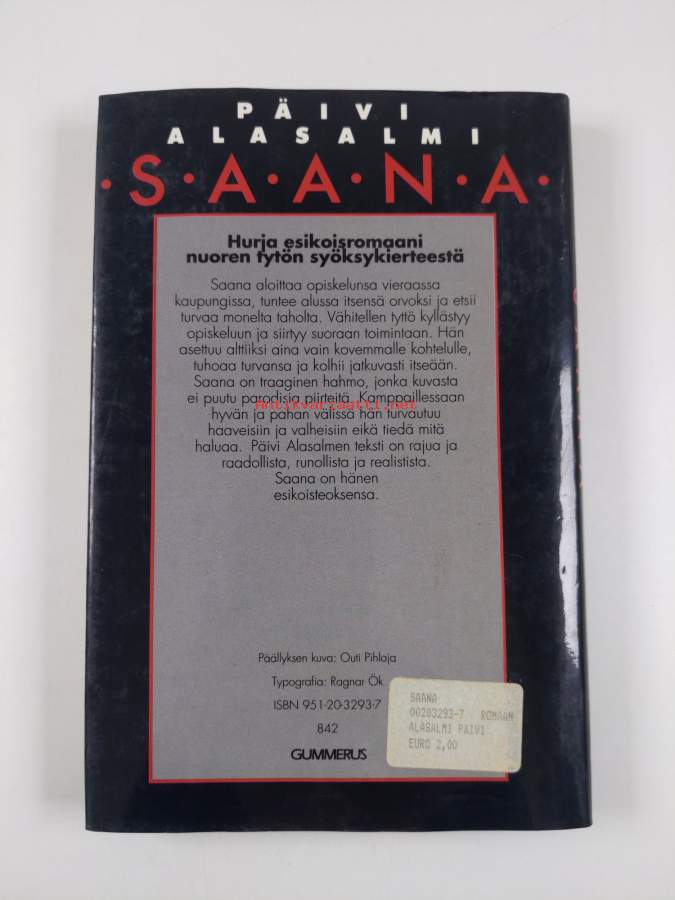 PÄIVI
ALASALMI
·S·A·A·N·A·
Hurja esikoisromaani
nuoren tytön syöksykierteestä
Saana aloittaa opiskelunsa vieraassa
kaupungissa, tuntee alussa itsensä orvoksi ja etsii
turvaa monelta taholta. Vähitellen tyttö kyllästyy
opiskeluun ja siirtyy suoraan toimintaan. Hän
asettuu alttiiksi aina vain kovemmalle kohtelulle,
tuhoaa turvansa ja kolhii jatkuvasti itseään.
Saana on traaginen hahmo, jonka kuvasta
ei puutu parodisia piirteitä. Kamppaillessaan
Antikvariaatti.net
hyvän ja pahan välissä hän turvautuu
haaveisiin ja valheisiin eikä tiedä mitä
haluaa. Päivi Alasalmen teksti on rajua ja
raadollista, runollista ja realistista.
Saana on hänen
esikoisteoksensa.
Päällyksen kuva: Outi Pihlaja
Typografia: Ragnar Ök
ISBN 951-20-3293-7
842
GUMMERUS
SAANA
00203293-7 ROMAAN
ALASALMI PÄIVI
EURO 2,00